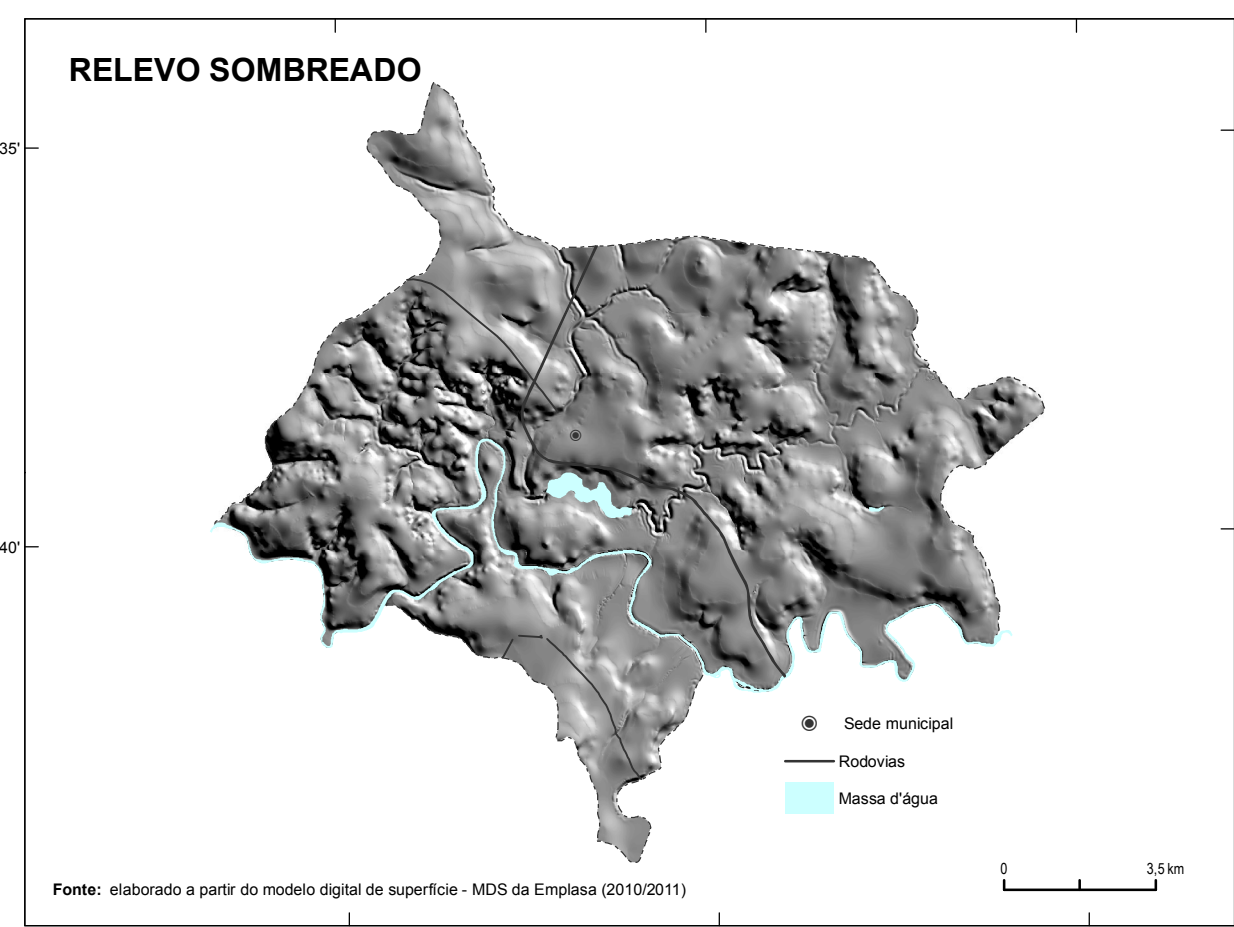 RELEVO SOMBREADO
35'
40'
Sede municipal
Rodovias
Massa d'água
0
3,5 km
Fonte: elaborado a partir do modelo digital de superfície - MDS da Emplasa (2010/2011)